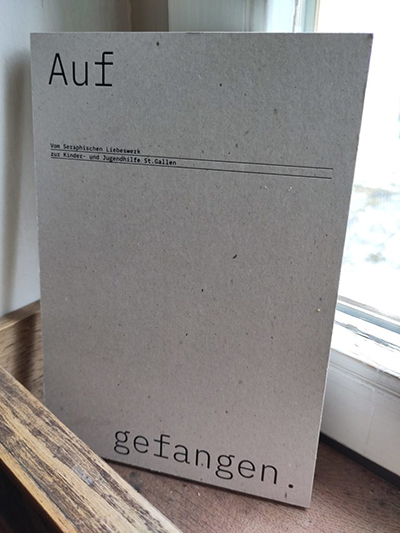 Auf
Vom Seraphischen Liebeswerk
zur Kinder- und Jugendhilfe St.Gallen
gefangen.